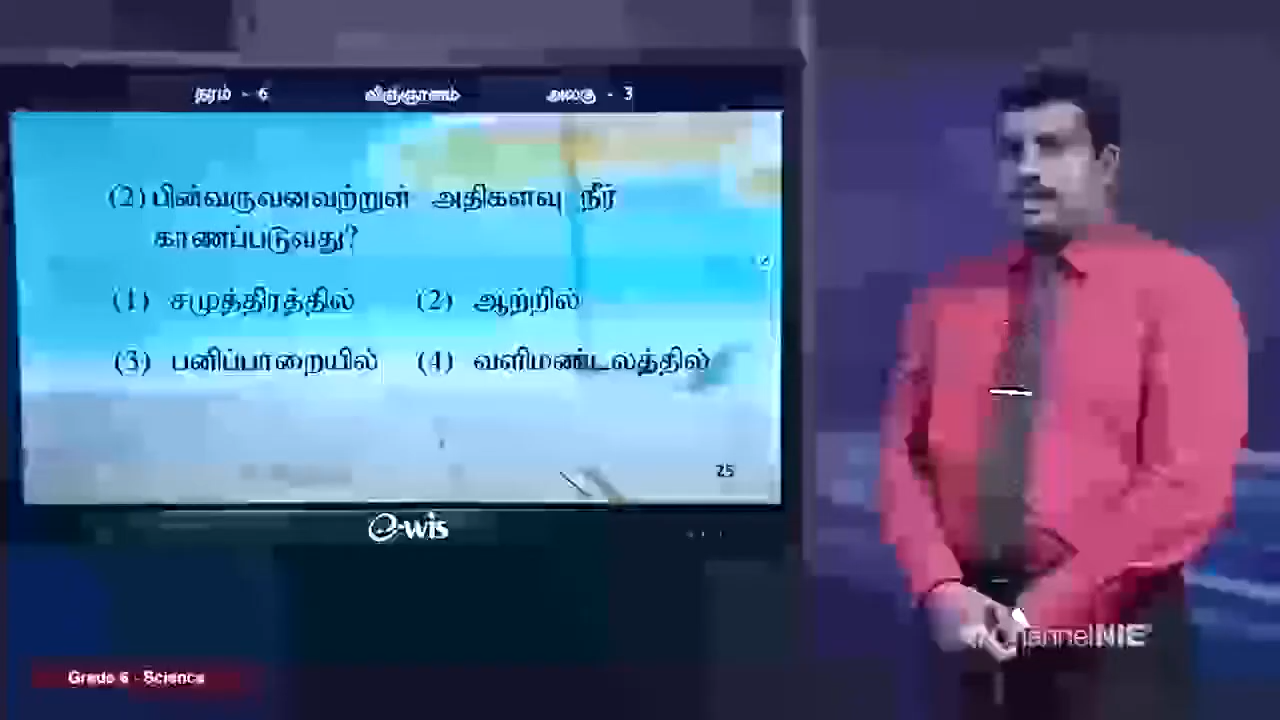 தரம் - 6 விஞ்ஞானம் அலகு - 3
(2) பின்வருவனவற்றுள் அதிகளவு நீர்
காணப்படுவது?
(1) சமுத்திரத்தில் (2) ஆற்றில்
(3) பனிப்பாறையில் (4) வளிமண்டலத்தில்
25
e-wis
ChannelNIE
Grade 6 - Science